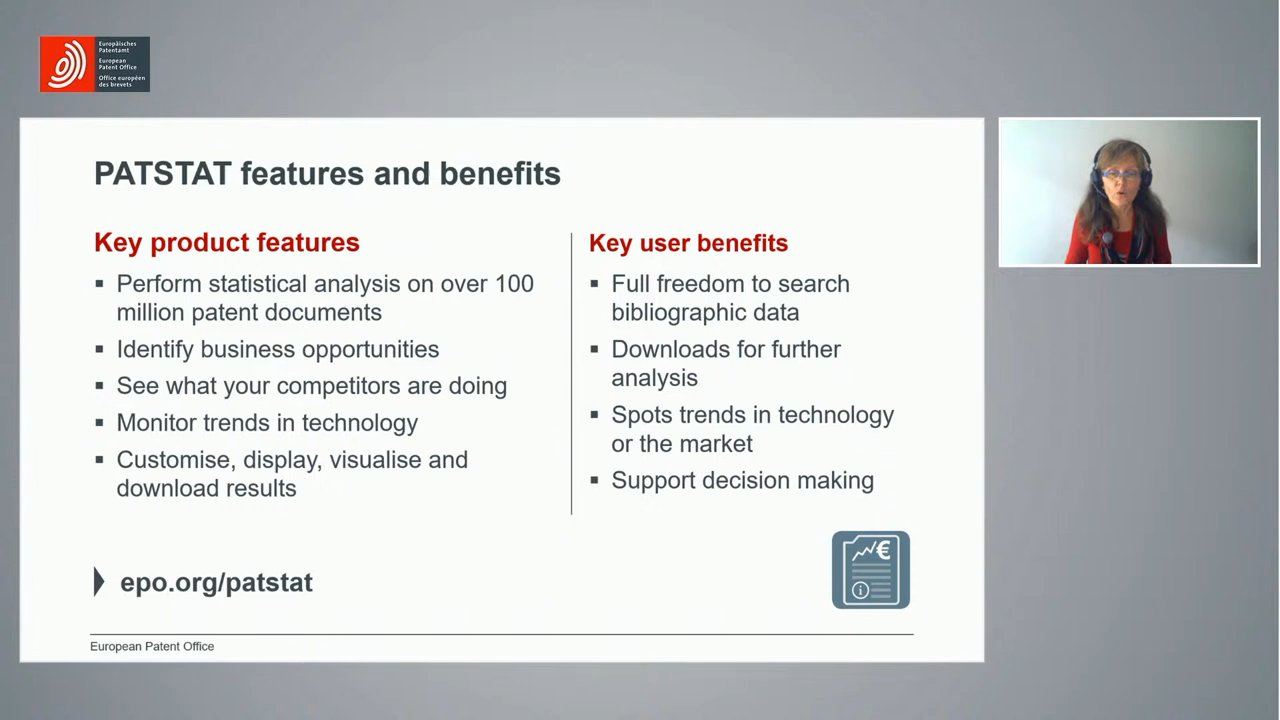 Europäisches
Patentamt
European
Patent Office
Office européen
des brevets
PATSTAT features and benefits
Key product features
▪ Perform statistical analysis on over 100
million patent documents
▪ Identify business opportunities
▪ See what your competitors are doing
▪ Monitor trends in technology
▪ Customise, display, visualise and
download results
Key user benefits
▪ Full freedom to search
bibliographic data
▪ Downloads for further
analysis
▪ Spots trends in technology
or the market
▪ Support decision making
epo.org/patstat
€
i
European Patent Office